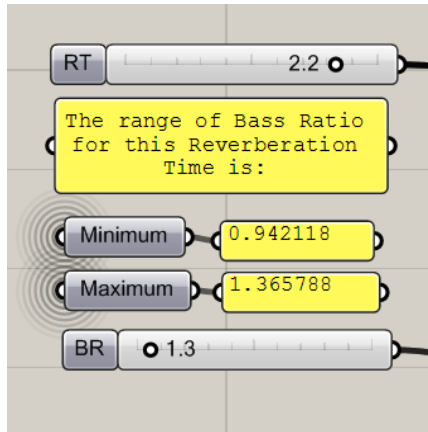 RT 2.2
The range of Bass Ratio
for this Reverberation
Time is:
Minimum 0.942118
Maximum 1.365788
BR 1.3